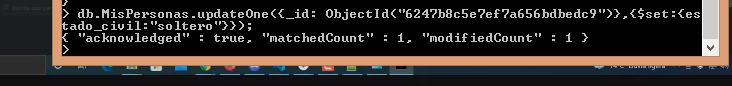 > db.MisPersonas.updateOne({_id: ObjectId("6247b8c5e7ef7a656bdbedc9")},{$set:{es
tado_civil:"soltero"}});
{ "acknowledged" : true, "matchedCount" : 1, "modifiedCount" : 1 }
>